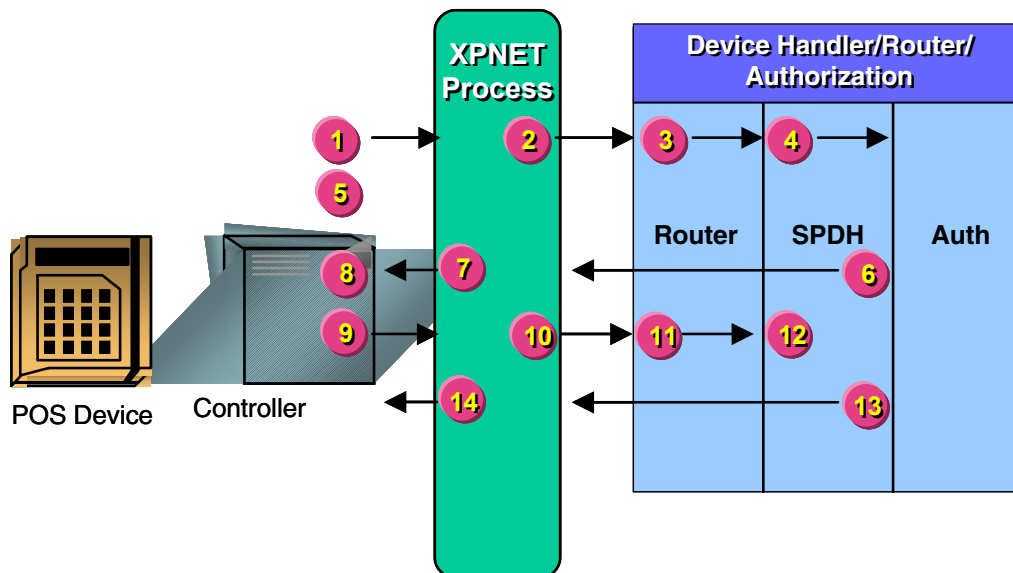 XPNET
Process
Device Handler/Router/
Authorization
1
2
3
4
5
Router
SPDH
Auth
6
7
8
9
10
11
12
13
14
POS Device
Controller